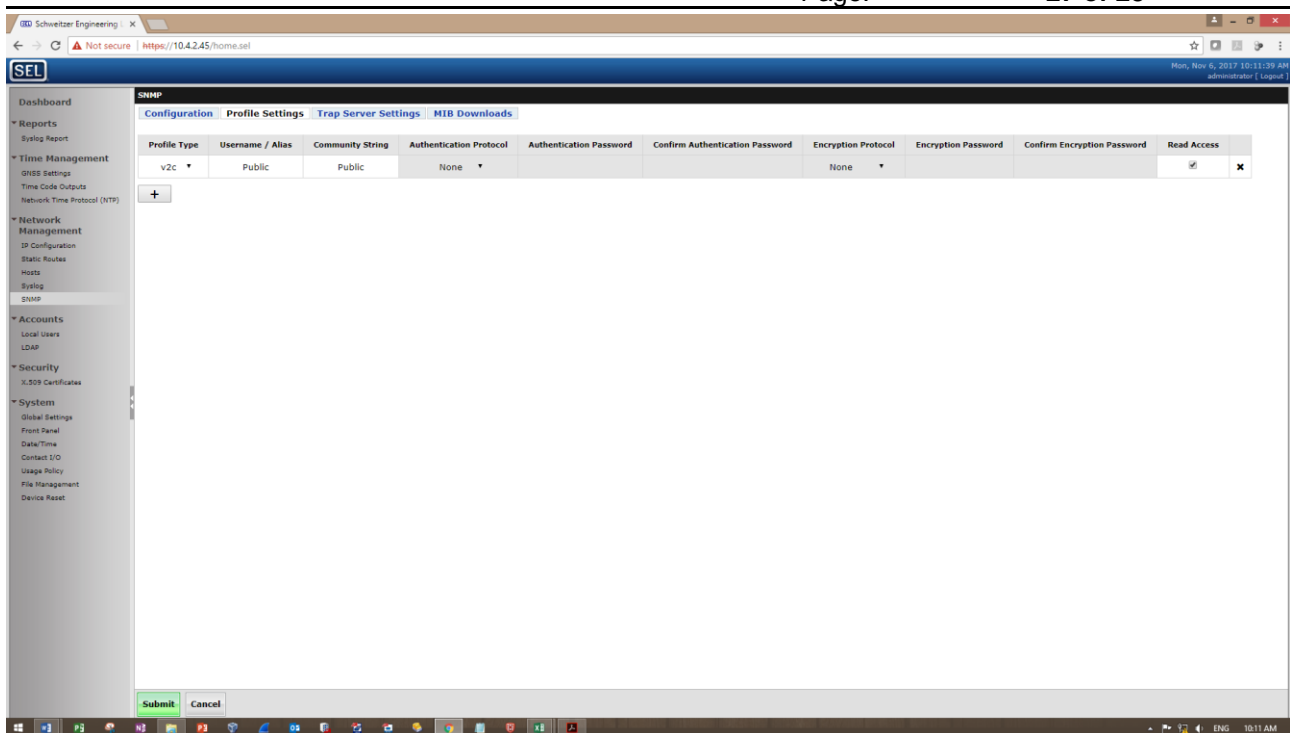 Schweitzer Engineering L
Not secure https://10.4.2.45/home.sel
SEL
Mon, Nov 6, 2017 10:11:39 AM
administrator [ Logout ]
Dashboard
Reports
Syslog Report
Time Management
GNSS Settings
Time Code Outputs
Network Time Protocol (NTP)
Network
Management
IP Configuration
Static Routes
Hosts
Syslog
SNMP
Accounts
Local Users
LDAP
Security
X.509 Certificates
System
Global Settings
Front Panel
Date/Time
Contact I/O
Usage Policy
File Management
Device Reset
SNMP
Configuration Profile Settings Trap Server Settings MIB Downloads
Profile Type Username / Alias Community String Authentication Protocol Authentication Password Confirm Authentication Password Encryption Protocol Encryption Password Confirm Encryption Password Read Access
v2c Public Public None None
+
Submit Cancel
ENG 10:11 AM